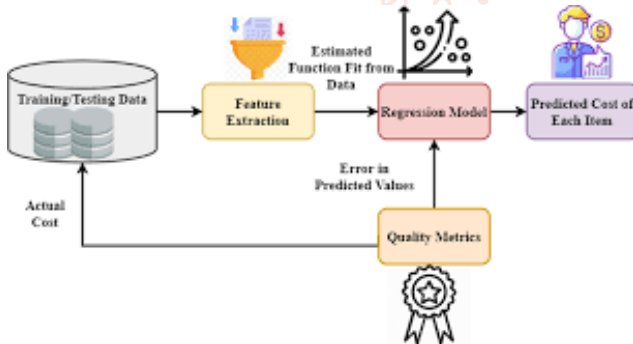 Training/Testing Data
Feature
Extraction
Estimated
Function Fit from
Data
Regression Model
Predicted Cost of
Each Item
Error in
Predicted Values
Actual
Cost
Quality Metrics